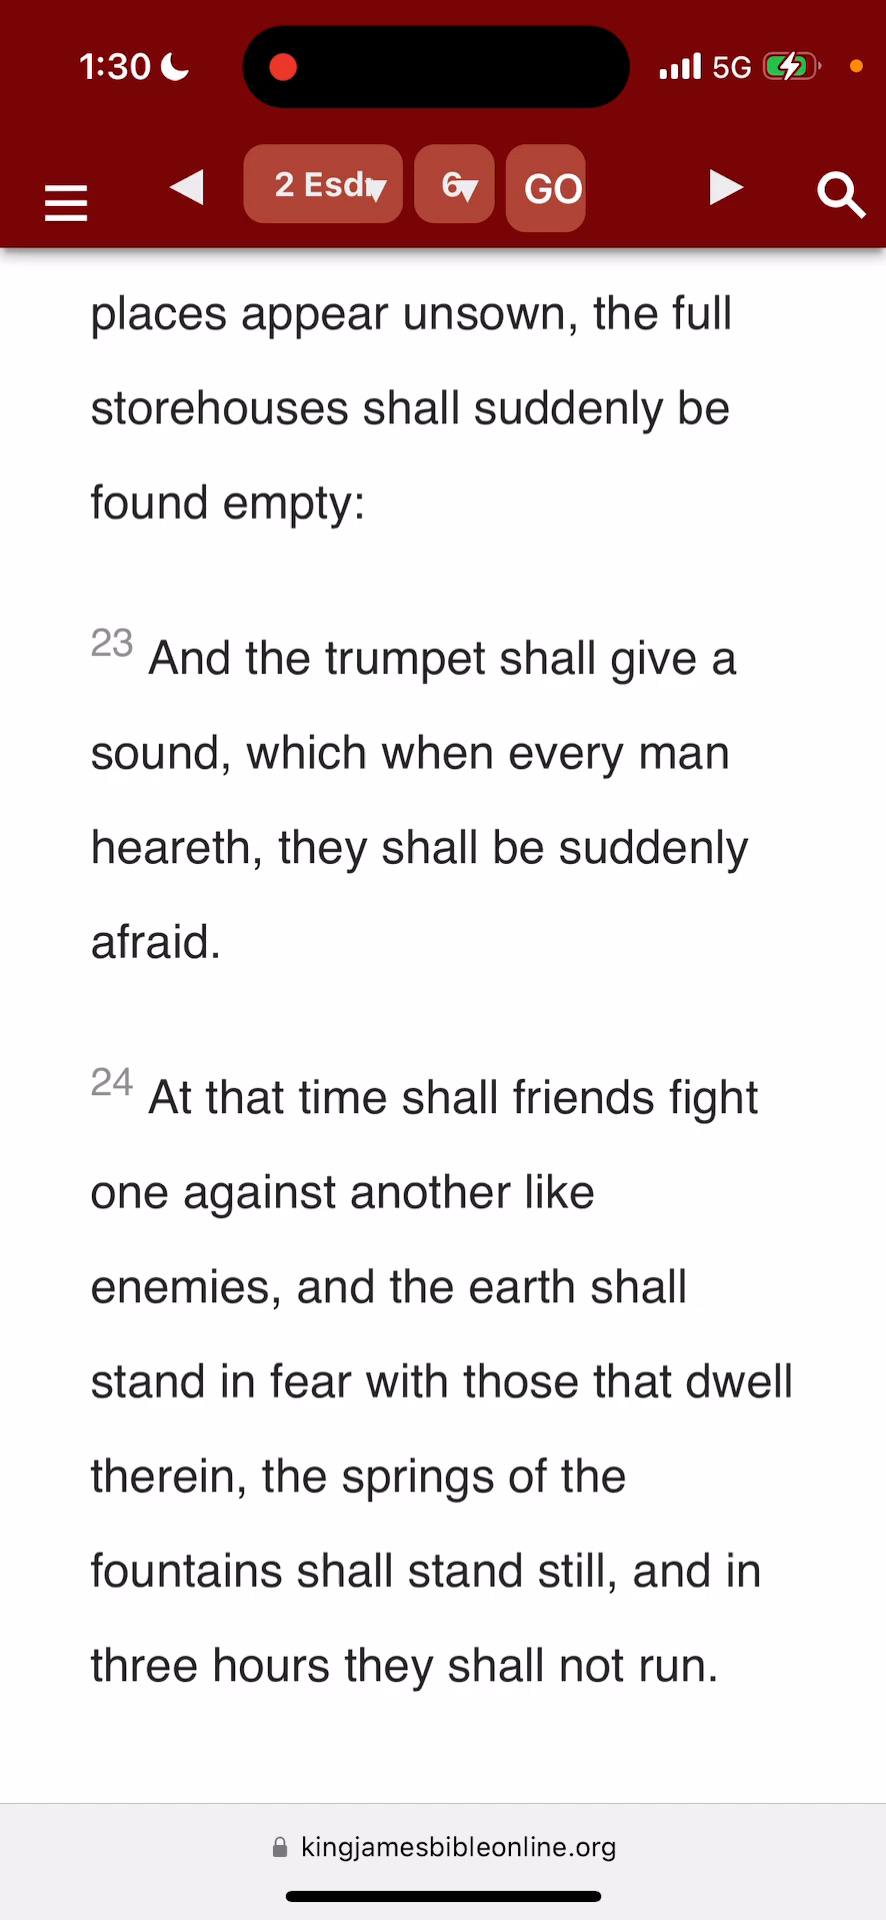 1:30 5G
2 Esdr 6 GO
places appear unsown, the full
storehouses shall suddenly be
found empty:
23 And the trumpet shall give a
sound, which when every man
heareth, they shall be suddenly
afraid.
24 At that time shall friends fight
one against another like
enemies, and the earth shall
stand in fear with those that dwell
therein, the springs of the
fountains shall stand still, and in
three hours they shall not run.
kingjamesbibleonline.org